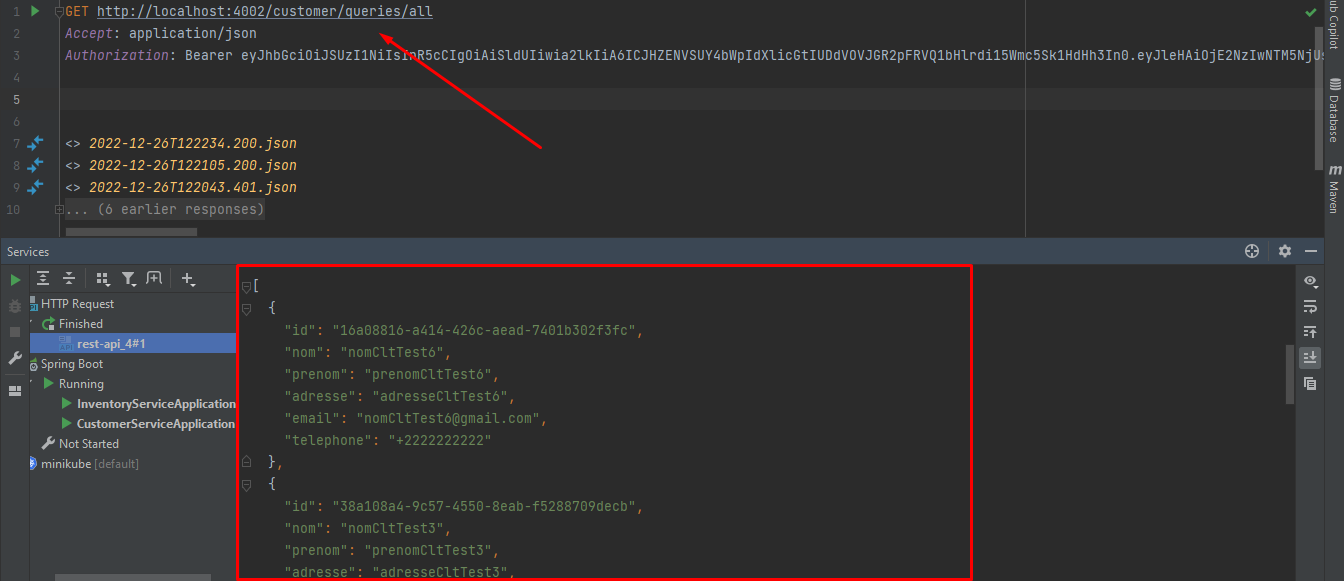 1 GET http://localhost:4002/customer/queries/all
2 Accept: application/json
3 Authorization: Bearer
4
5
6
7 <> 2022-12-26T122234.200.json
8 <> 2022-12-26T122105.200.json
9 <> 2022-12-26T122043.401.json
10 ... (6 earlier responses)
ub Copilot
Database
m Maven
Services
HTTP Request
Finished
rest-api_4#1
Spring Boot
Running
InventoryServiceApplication
CustomerServiceApplication
Not Started
minikube [default]
[
{
"id": "16a08816-a414-426c-aead-7401b302f3fc",
"nom": "nomCltTest6",
"prenom": "prenomCltTest6",
"adresse": "adresseCltTest6",
"email": "nomCltTest6@gmail.com",
"telephone": "+2222222222"
},
{
"id": "38a108a4-9c57-4550-8eab-f5288709decb",
"nom": "nomCltTest3",
"prenom": "prenomCltTest3",
"adresse": "adresseCltTest3",